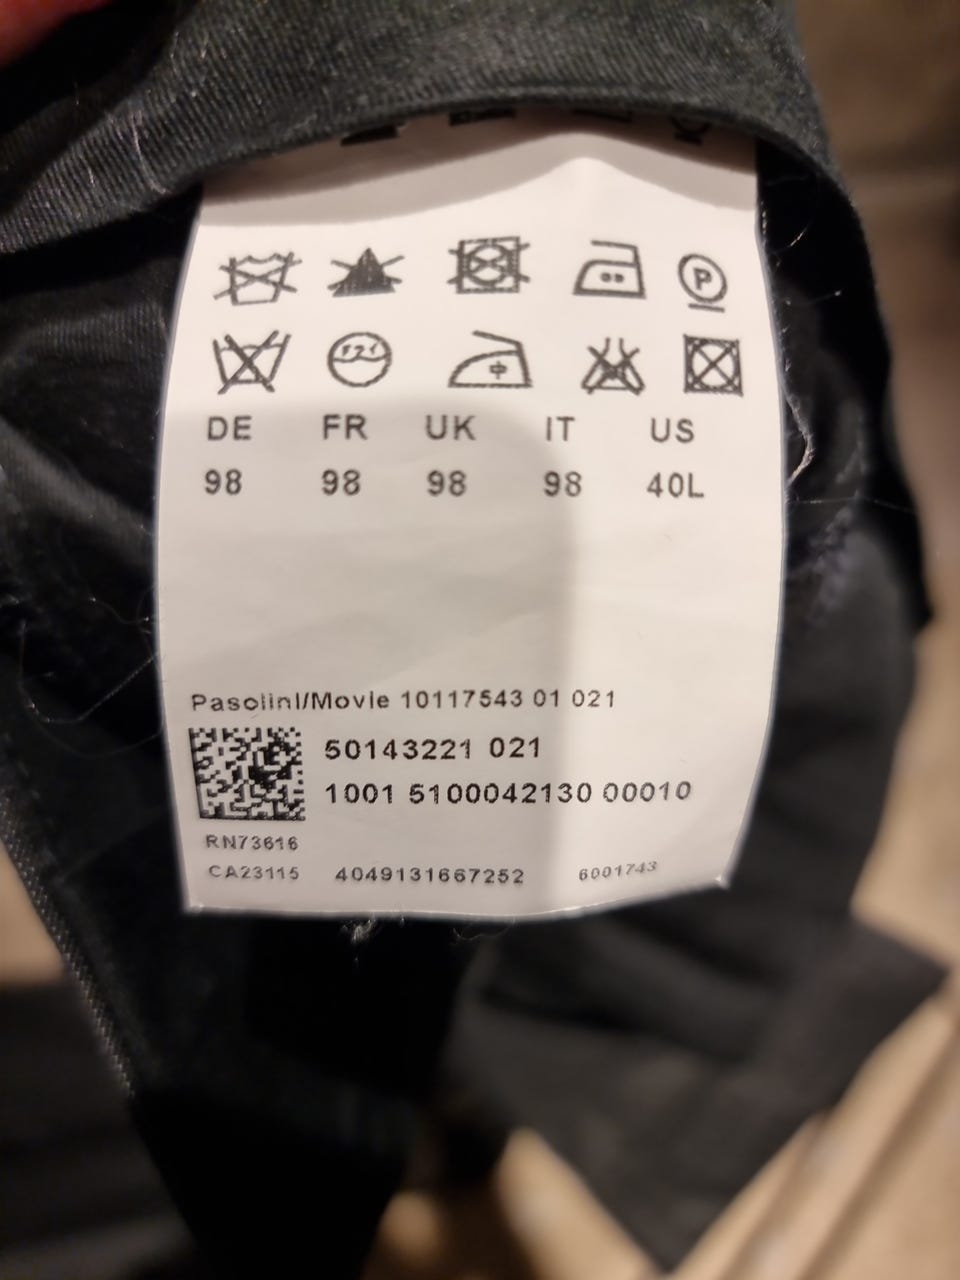 P
DE FR UK IT US
98 98 98 98 40L
Pasolini/Movie 10117543 01 021
50143221 021
1001 5100042130 00010
RN73616
CA23115 4049131667252 6001743